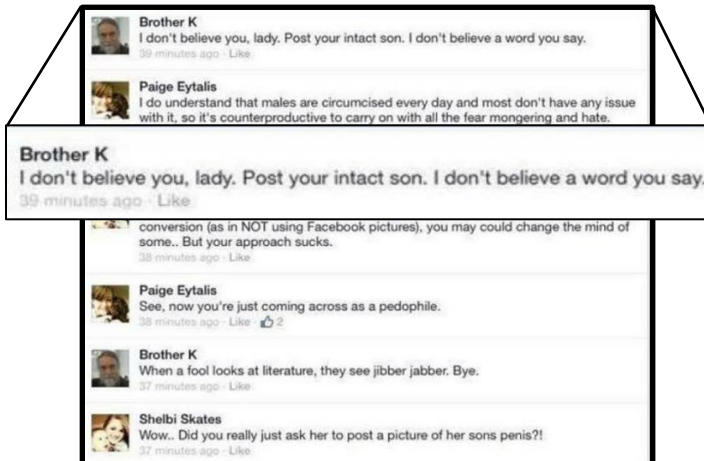 Brother K
I don't believe you, lady. Post your intact son. I don't believe a word you say.
39 minutes ago · Like
Paige Eytalis
I do understand that males are circumcised every day and most don't have any issue
with it, so it's counterproductive to carry on with all the fear mongering and hate.
Brother K
I don't believe you, lady. Post your intact son. I don't believe a word you say.
39 minutes ago · Like
conversion (as in NOT using Facebook pictures), you may could change the mind of
some.. But your approach sucks.
38 minutes ago · Like
Paige Eytalis
See, now you're just coming across as a pedophile.
38 minutes ago · Like · 2
Brother K
When a fool looks at literature, they see jibber jabber. Bye.
37 minutes ago · Like
Shelbi Skates
Wow.. Did you really just ask her to post a picture of her sons penis?!
37 minutes ago · Like